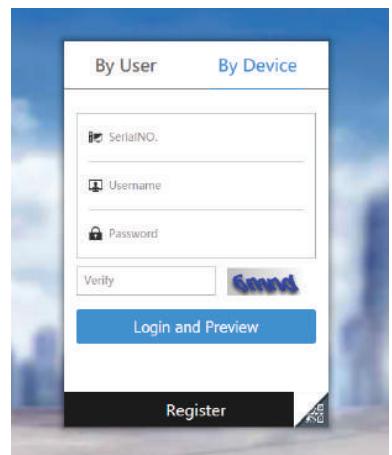 By User By Device
SerialNO.
Username
Password
Verify
Login and Preview
Register